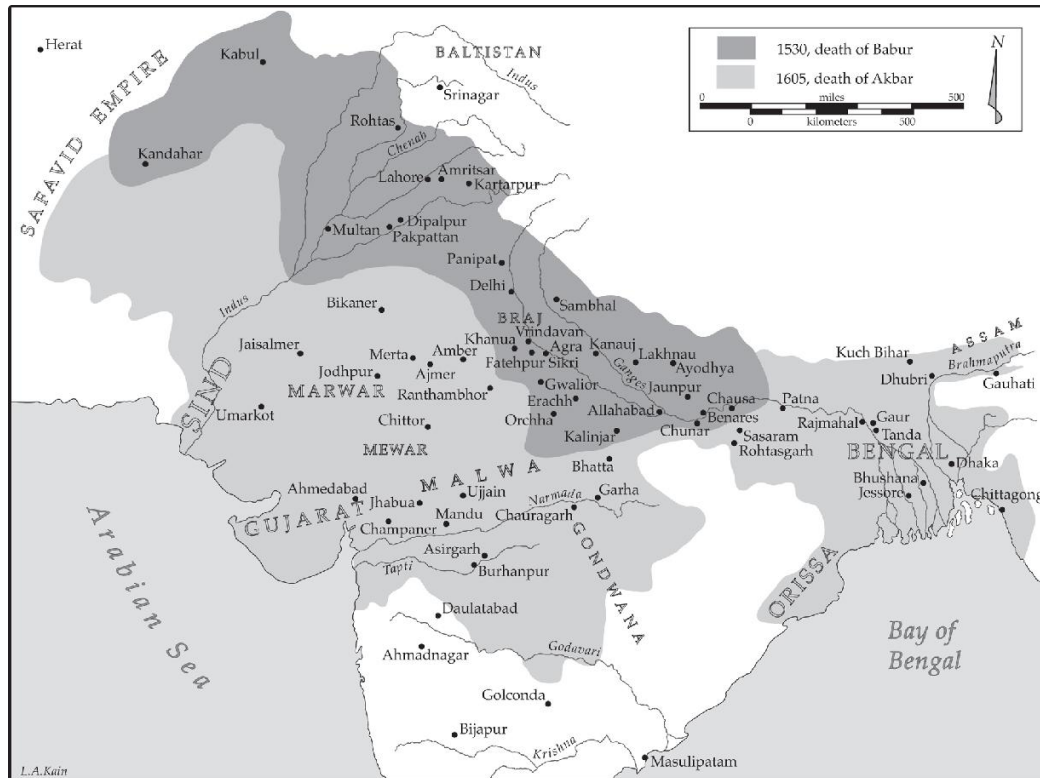 Herat
Kabul
BALTISTAN
Indus
Srinagar
1530, death of Babur
1605, death of Akbar
N
0 miles 500
0 kilometers 500
SAFAVID EMPIRE
Rohtas
Chenab
Kandahar
Lahore
Amritsar
Kartarpur
Dipalpur
Multan
Pakpattan
Panipat
Delhi
Indus
Bikaner
Sambhal
BRAJ
Vrindavan
Khanua
Agra
Kanauj
Lakhnau
Kuch Bihar
ASSAM
Brahmaputra
Jaisalmer
Merta
Amber
Fatehpur Sikri
Ganges
Ayodhya
Dhubri
Gauhati
Jodhpur
Ajmer
MARWAR
Ranthambhor
Gwalior
Jaunpur
SIND
Umarkot
Erachh
Chausa
Patna
Chittor
Orchha
Allahabad
Benares
Rajmahal
Gaur
Chunar
Sasaram
Tanda
Kalinjar
Rohtasgarh
BENGAL
MEWAR
Bhatta
Dhaka
MALWA
Ahmedabad
Jhabua
Ujjain
Narmada
Garha
Bhushana
Jessore
Chittagong
GUJARAT
Champaner
Mandu
Chauragarh
Asirgarh
GONDWANA
Tapti
Burhanpur
ORISSA
Arabian Sea
Daulatabad
Bay of
Bengal
Ahmadnagar
Godavari
Golconda
Bijapur
Krishna
Masulipatam
L.A.Kain